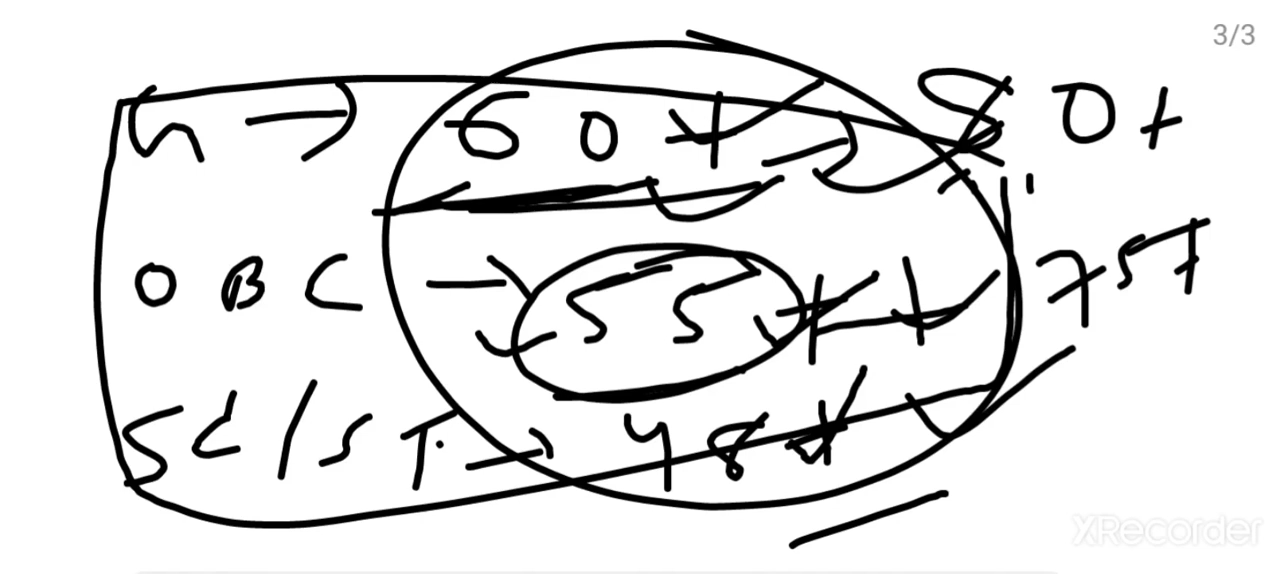 3/3
→ 60+ → 80+
OBC → 55+ 75+
SC/ST. → 48+
XRecorder